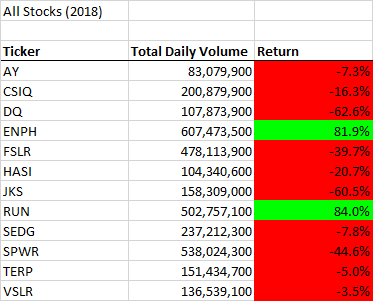 All Stocks (2018)
Ticker Total Daily Volume Return
AY 83,079,900 -7.3%
CSIQ 200,879,900 -16.3%
DQ 107,873,900 -62.6%
ENPH 607,473,500 81.9%
FSLR 478,113,900 -39.7%
HASI 104,340,600 -20.7%
JKS 158,309,000 -60.5%
RUN 502,757,100 84.0%
SEDG 237,212,300 -7.8%
SPWR 538,024,300 -44.6%
TERP 151,434,700 -5.0%
VSLR 136,539,100 -3.5%